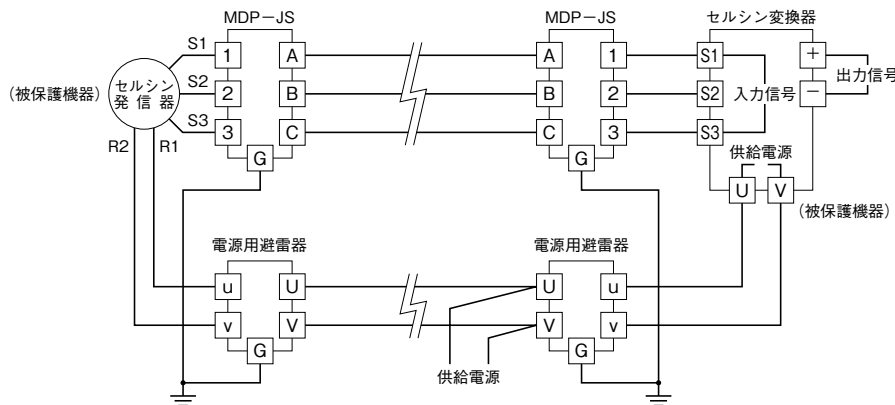 MDP－JS
MDP－JS
セルシン変換器
S1
1
A
A
1
S1
＋
(被保護機器)
セルシン
発信器
S2
2
B
B
2
S2
入力信号
－
出力信号
S3
3
C
C
3
S3
R2
R1
G
G
供給電源
U
V
(被保護機器)
電源用避雷器
電源用避雷器
u
U
U
u
v
V
V
v
G
G
供給電源